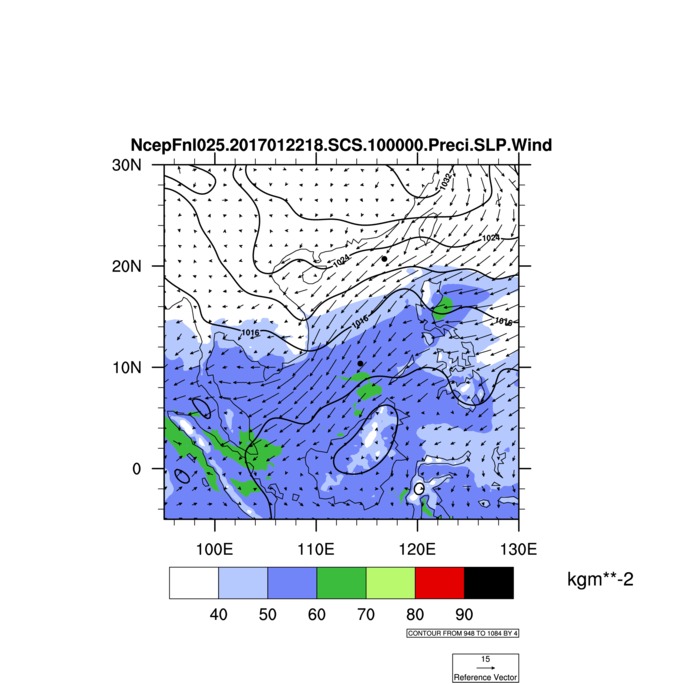 NcepFnl025.2017012218.SCS.100000.Preci.SLP.Wind
30N
1032
1024
1024
20N
1016
1016
1016
10N
0
100E 110E 120E 130E
kgm**-2
40 50 60 70 80 90
CONTOUR FROM 948 TO 1084 BY 4
15
Reference Vector